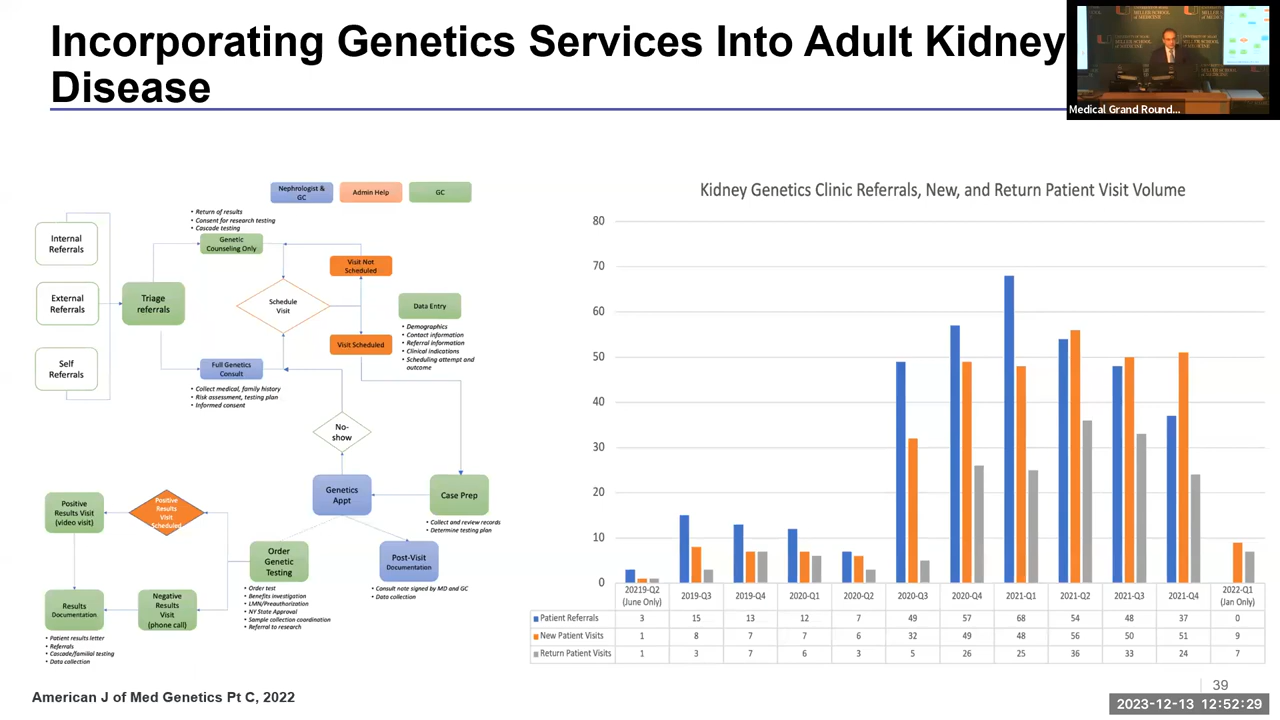 Incorporating Genetics Services Into Adult Kidney
Disease
Medical Grand Round...
Nephrologist &
GC
Admin Help
GC
• Return of results
• Consent for research testing
• Cascade testing
Internal
Referrals
External
Referrals
Self
Referrals
Triage
referrals
Genetic
Counseling Only
Full Genetics
Consult
• Collect medical, family history
• Risk assessment, testing plan
• Informed consent
Schedule
Visit
Visit Not
Scheduled
Visit Scheduled
Data Entry
• Demographics
• Contact information
• Referral information
• Clinical indications
• Scheduling attempt and
outcome
No-
show
Genetics
Appt
Case Prep
• Collect and review records
• Determine testing plan
Positive
Results Visit
(video visit)
Positive
Results
Visit
Scheduled
Order
Genetic
Testing
• Order test
• Benefits investigation
• LMN/Preauthorization
• NY State Approval
• Sample collection coordination
• Referral to research
Post-Visit
Documentation
• Consult note signed by MD and GC
• Data collection
Results
Documentation
• Patient results letter
• Referrals
• Cascade/familial testing
• Data collection
Negative
Results
Visit
(phone call)
Kidney Genetics Clinic Referrals, New, and Return Patient Visit Volume
80
70
60
50
40
30
20
10
0
20219-Q2 (June Only) 2019-Q3 2019-Q4 2020-Q1 2020-Q2 2020-Q3 2020-Q4 2021-Q1 2021-Q2 2021-Q3 2021-Q4 2022-Q1 (Jan Only)
Patient Referrals 3 15 13 12 7 49 57 68 54 48 37 0
New Patient Visits 1 8 7 7 6 32 49 48 56 50 51 9
Return Patient Visits 1 3 7 6 3 5 26 25 36 33 24 7
American J of Med Genetics Pt C, 2022
39
2023-12-13 12:52:29